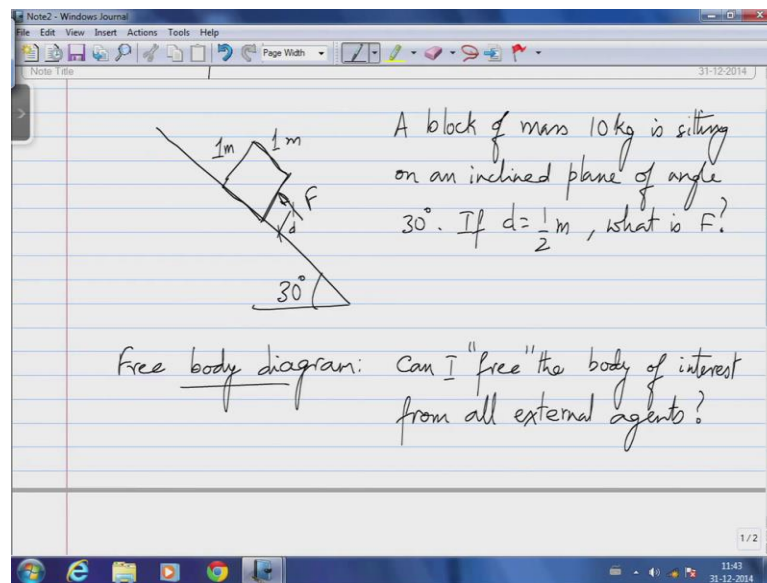 Note2 - Windows Journal
File Edit View Insert Actions Tools Help
Page Width
Note Title
31-12-2014
1m
1m
F
d
30°
A block of mass 10kg is sitting
on an inclined plane of angle
30°. If d = 1/2 m, what is F?
Free body diagram: Can I "free" the body of interest
from all external agents?
1 / 2
11:43
31-12-2014